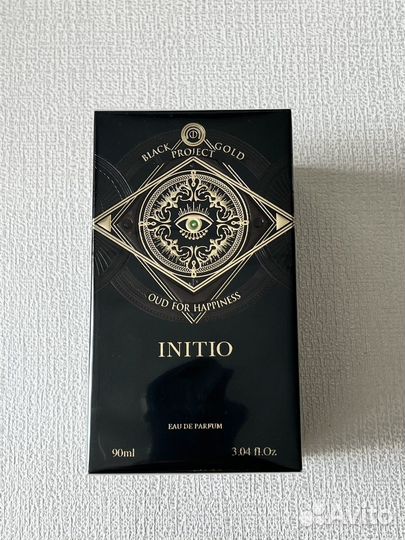 BLACK GOLD
PROJECT
OUD FOR HAPPINESS
INITIO
EAU DE PARFUM
90ml 3.04 fl.Oz
Avito